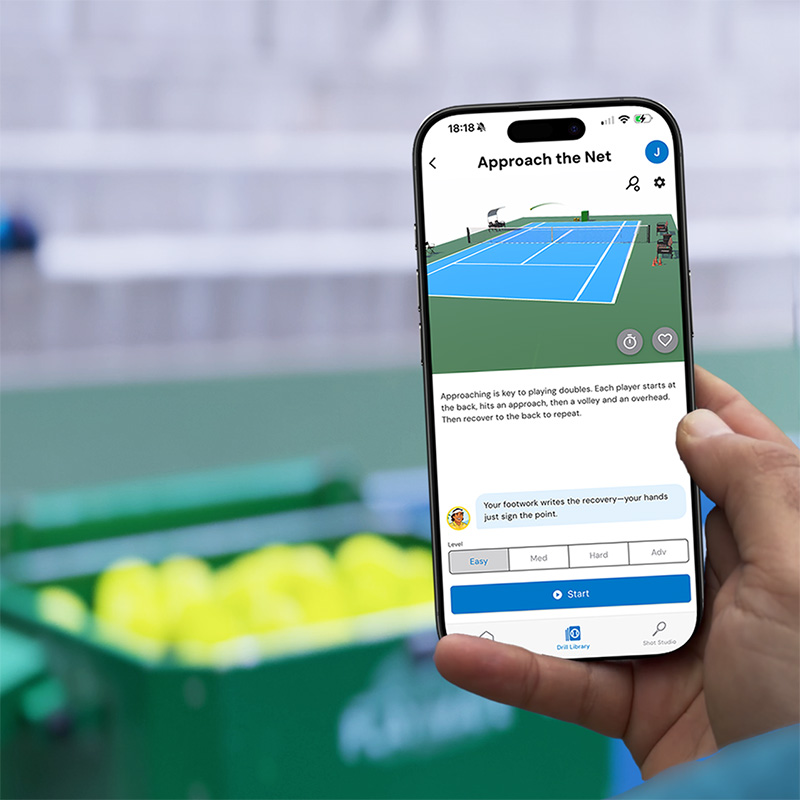 18:18
Approach the Net
J
Approaching is key to playing doubles. Each player starts at
the back, hits an approach, then a volley and an overhead.
Then recover to the back to repeat.
Your footwork writes the recovery—your hands
just sign the point.
Level
Easy Med Hard Adv
Start
Drill Library
Shot Studio